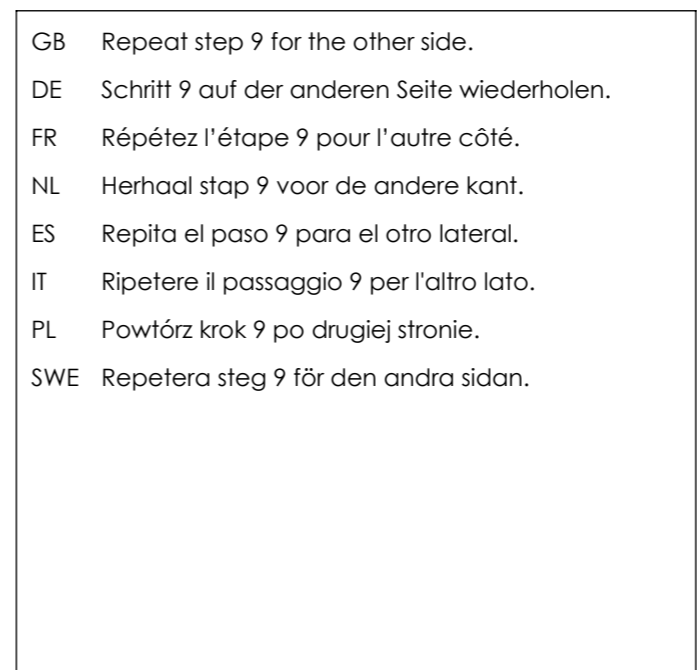 GB Repeat step 9 for the other side.
DE Schritt 9 auf der anderen Seite wiederholen.
FR Répétez l’étape 9 pour l’autre côté.
NL Herhaal stap 9 voor de andere kant.
ES Repita el paso 9 para el otro lateral.
IT Ripetere il passaggio 9 per l'altro lato.
PL Powtórz krok 9 po drugiej stronie.
SWE Repetera steg 9 för den andra sidan.